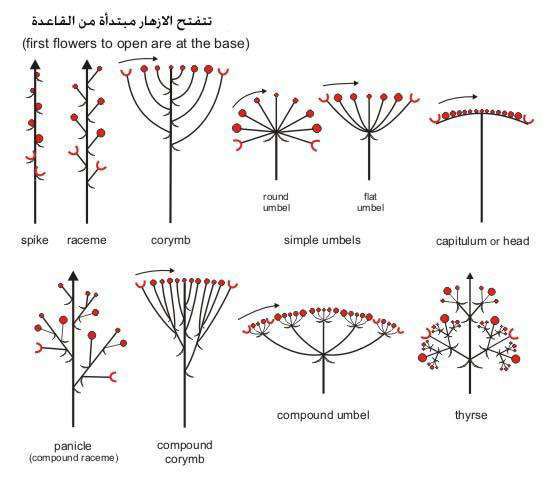 تتفتح الازهار مبتدأة من القاعدة
(first flowers to open are at the base)
round
umbel
flat
umbel
spike
raceme
corymb
simple umbels
capitulum or head
panicle
(compound raceme)
compound
corymb
compound umbel
thyrse